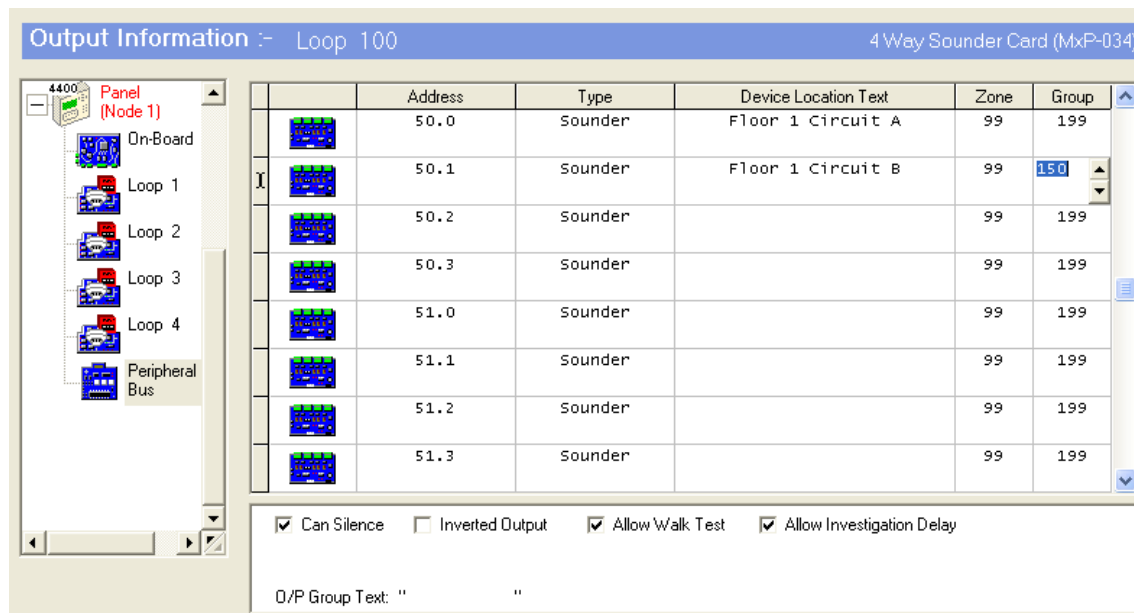 Output Information :- Loop 100 4 Way Sounder Card (MxP-034)
4400
Panel
(Node 1)
On-Board
Loop 1
Loop 2
Loop 3
Loop 4
Peripheral
Bus
Address Type Device Location Text Zone Group
50.0 Sounder Floor 1 Circuit A 99 199
50.1 Sounder Floor 1 Circuit B 99 150
50.2 Sounder 99 199
50.3 Sounder 99 199
51.0 Sounder 99 199
51.1 Sounder 99 199
51.2 Sounder 99 199
51.3 Sounder 99 199
Can Silence Inverted Output Allow Walk Test Allow Investigation Delay
O/P Group Text: " "